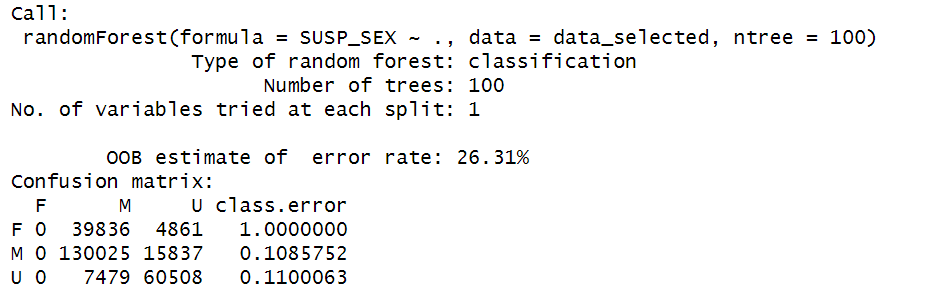 Call:
 randomForest(formula = SUSP_SEX ~ ., data = data_selected, ntree = 100)
               Type of random forest: classification
                     Number of trees: 100
No. of variables tried at each split: 1

        OOB estimate of  error rate: 26.31%
Confusion matrix:
  F      M     U class.error
F 0  39836  4861   1.0000000
M 0 130025 15837   0.1085752
U 0   7479 60508   0.1100063